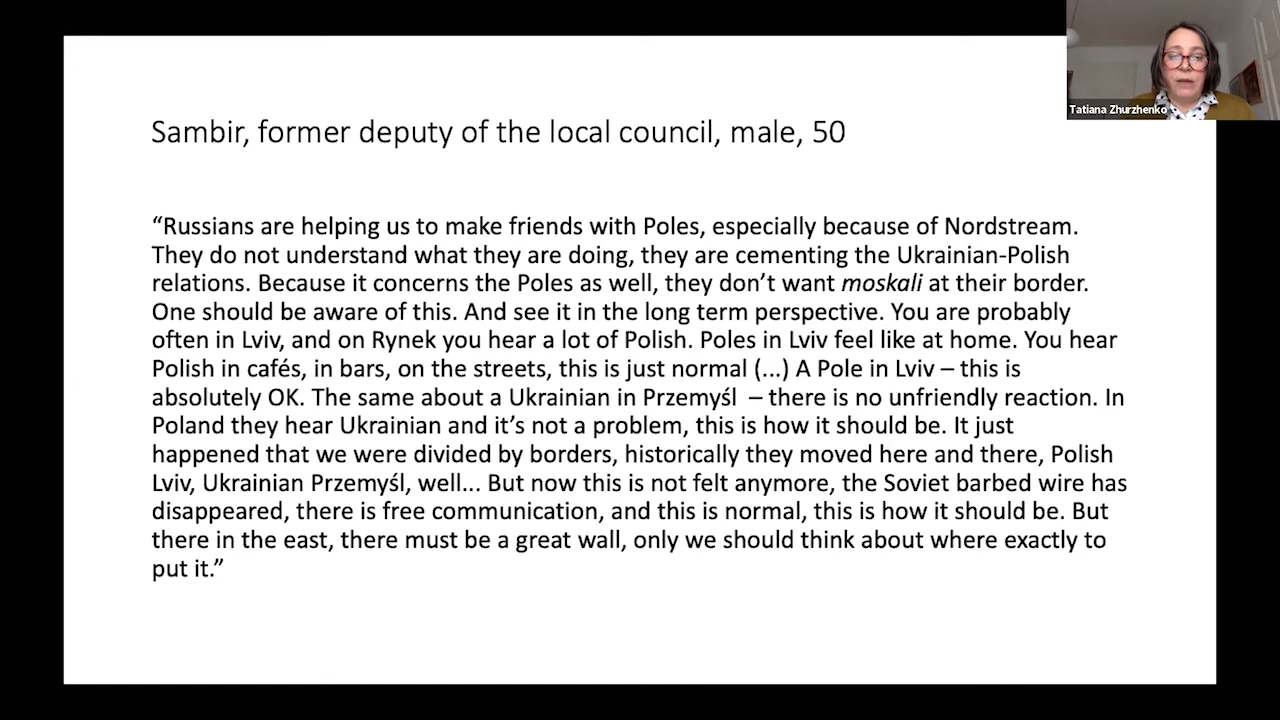 Tatiana Zhurzhenko
Sambir, former deputy of the local council, male, 50
“Russians are helping us to make friends with Poles, especially because of Nordstream.
They do not understand what they are doing, they are cementing the Ukrainian-Polish
relations. Because it concerns the Poles as well, they don’t want moskali at their border.
One should be aware of this. And see it in the long term perspective. You are probably
often in Lviv, and on Rynek you hear a lot of Polish. Poles in Lviv feel like at home. You hear
Polish in cafés, in bars, on the streets, this is just normal (...) A Pole in Lviv – this is
absolutely OK. The same about a Ukrainian in Przemyśl – there is no unfriendly reaction. In
Poland they hear Ukrainian and it’s not a problem, this is how it should be. It just
happened that we were divided by borders, historically they moved here and there, Polish
Lviv, Ukrainian Przemyśl, well... But now this is not felt anymore, the Soviet barbed wire has
disappeared, there is free communication, and this is normal, this is how it should be. But
there in the east, there must be a great wall, only we should think about where exactly to
put it.”